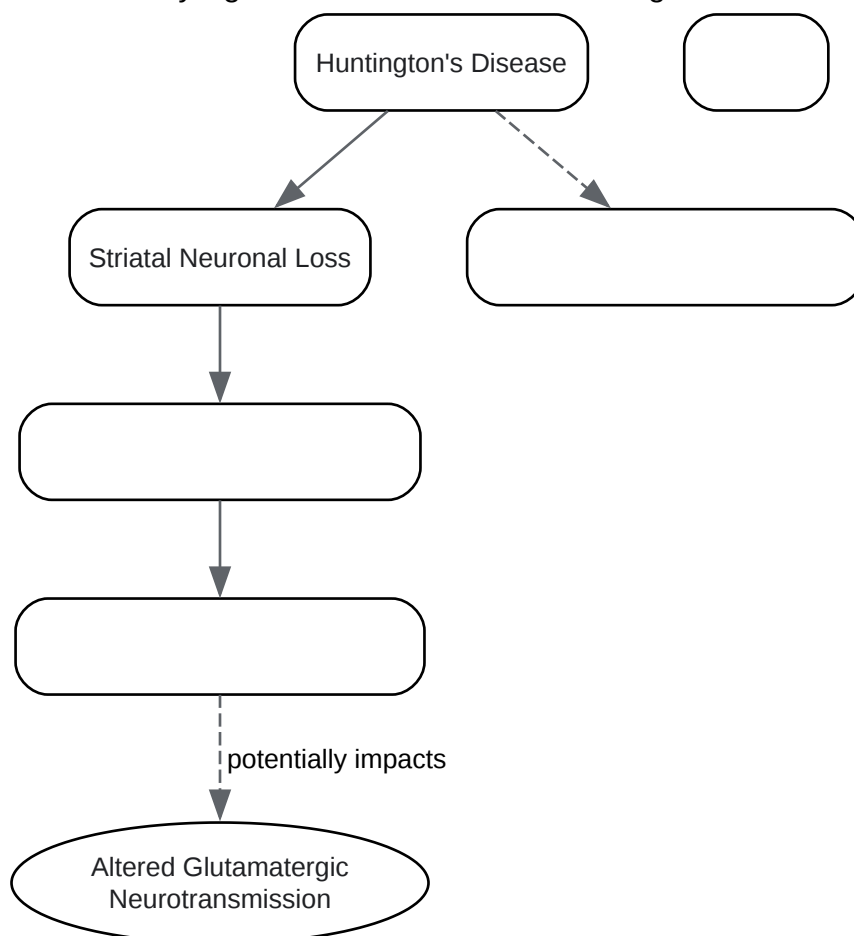 Huntington's Disease
Striatal Neuronal Loss
potentially impacts
Altered Glutamatergic
Neurotransmission